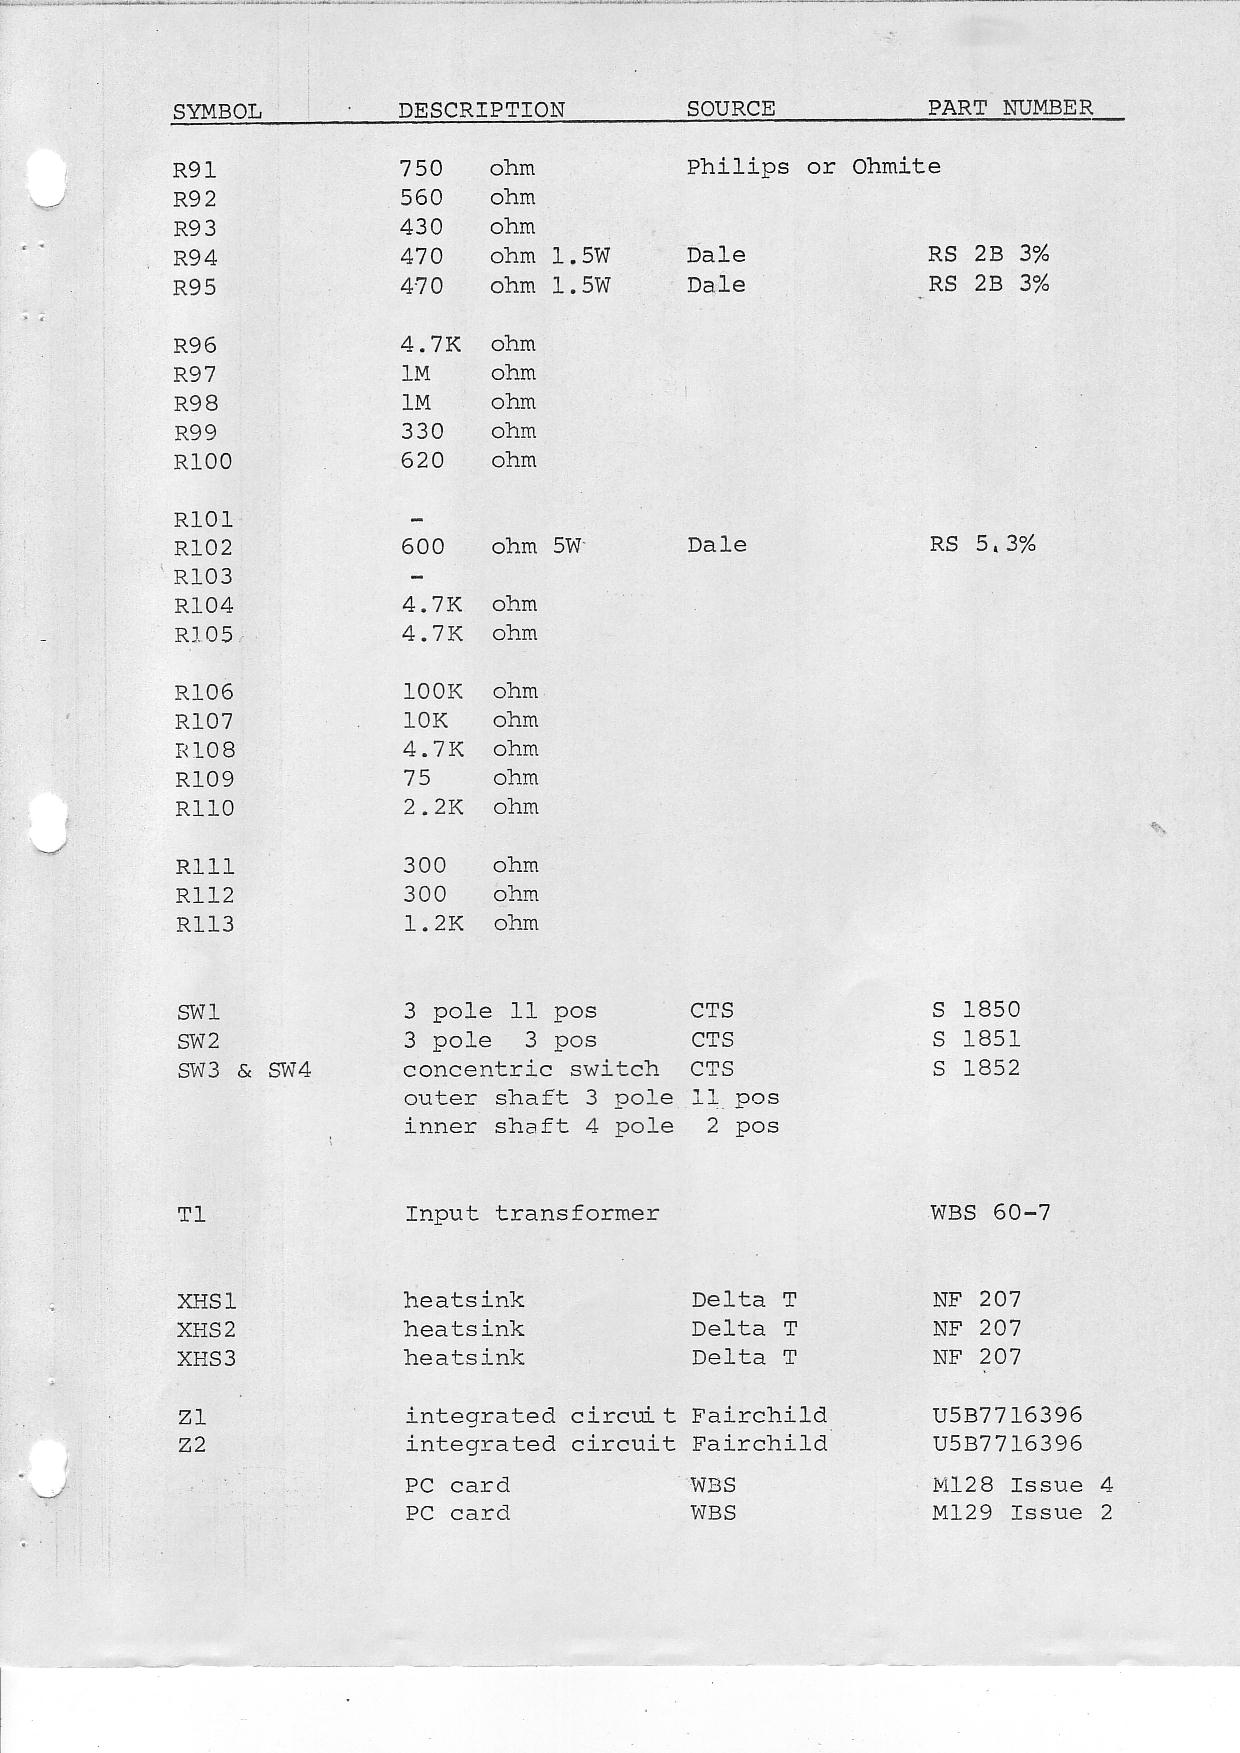 SYMBOL DESCRIPTION SOURCE PART NUMBER
R91 750 ohm Philips or Ohmite
R92 560 ohm
R93 430 ohm
R94 470 ohm 1.5W Dale RS 2B 3%
R95 470 ohm 1.5W Dale RS 2B 3%
R96 4.7K ohm
R97 1M ohm
R98 1M ohm
R99 330 ohm
R100 620 ohm
R101 -
R102 600 ohm 5W Dale RS 5.3%
R103 -
R104 4.7K ohm
R105 4.7K ohm
R106 100K ohm
R107 10K ohm
R108 4.7K ohm
R109 75 ohm
R110 2.2K ohm
R111 300 ohm
R112 300 ohm
R113 1.2K ohm
SW1 3 pole 11 pos CTS S 1850
SW2 3 pole 3 pos CTS S 1851
SW3 & SW4 concentric switch CTS S 1852
outer shaft 3 pole 11 pos
inner shaft 4 pole 2 pos
T1 Input transformer WBS 60-7
XHS1 heatsink Delta T NF 207
XHS2 heatsink Delta T NF 207
XHS3 heatsink Delta T NF 207
Z1 integrated circuit Fairchild U5B7716396
Z2 integrated circuit Fairchild U5B7716396
PC card WBS M128 Issue 4
PC card WBS M129 Issue 2